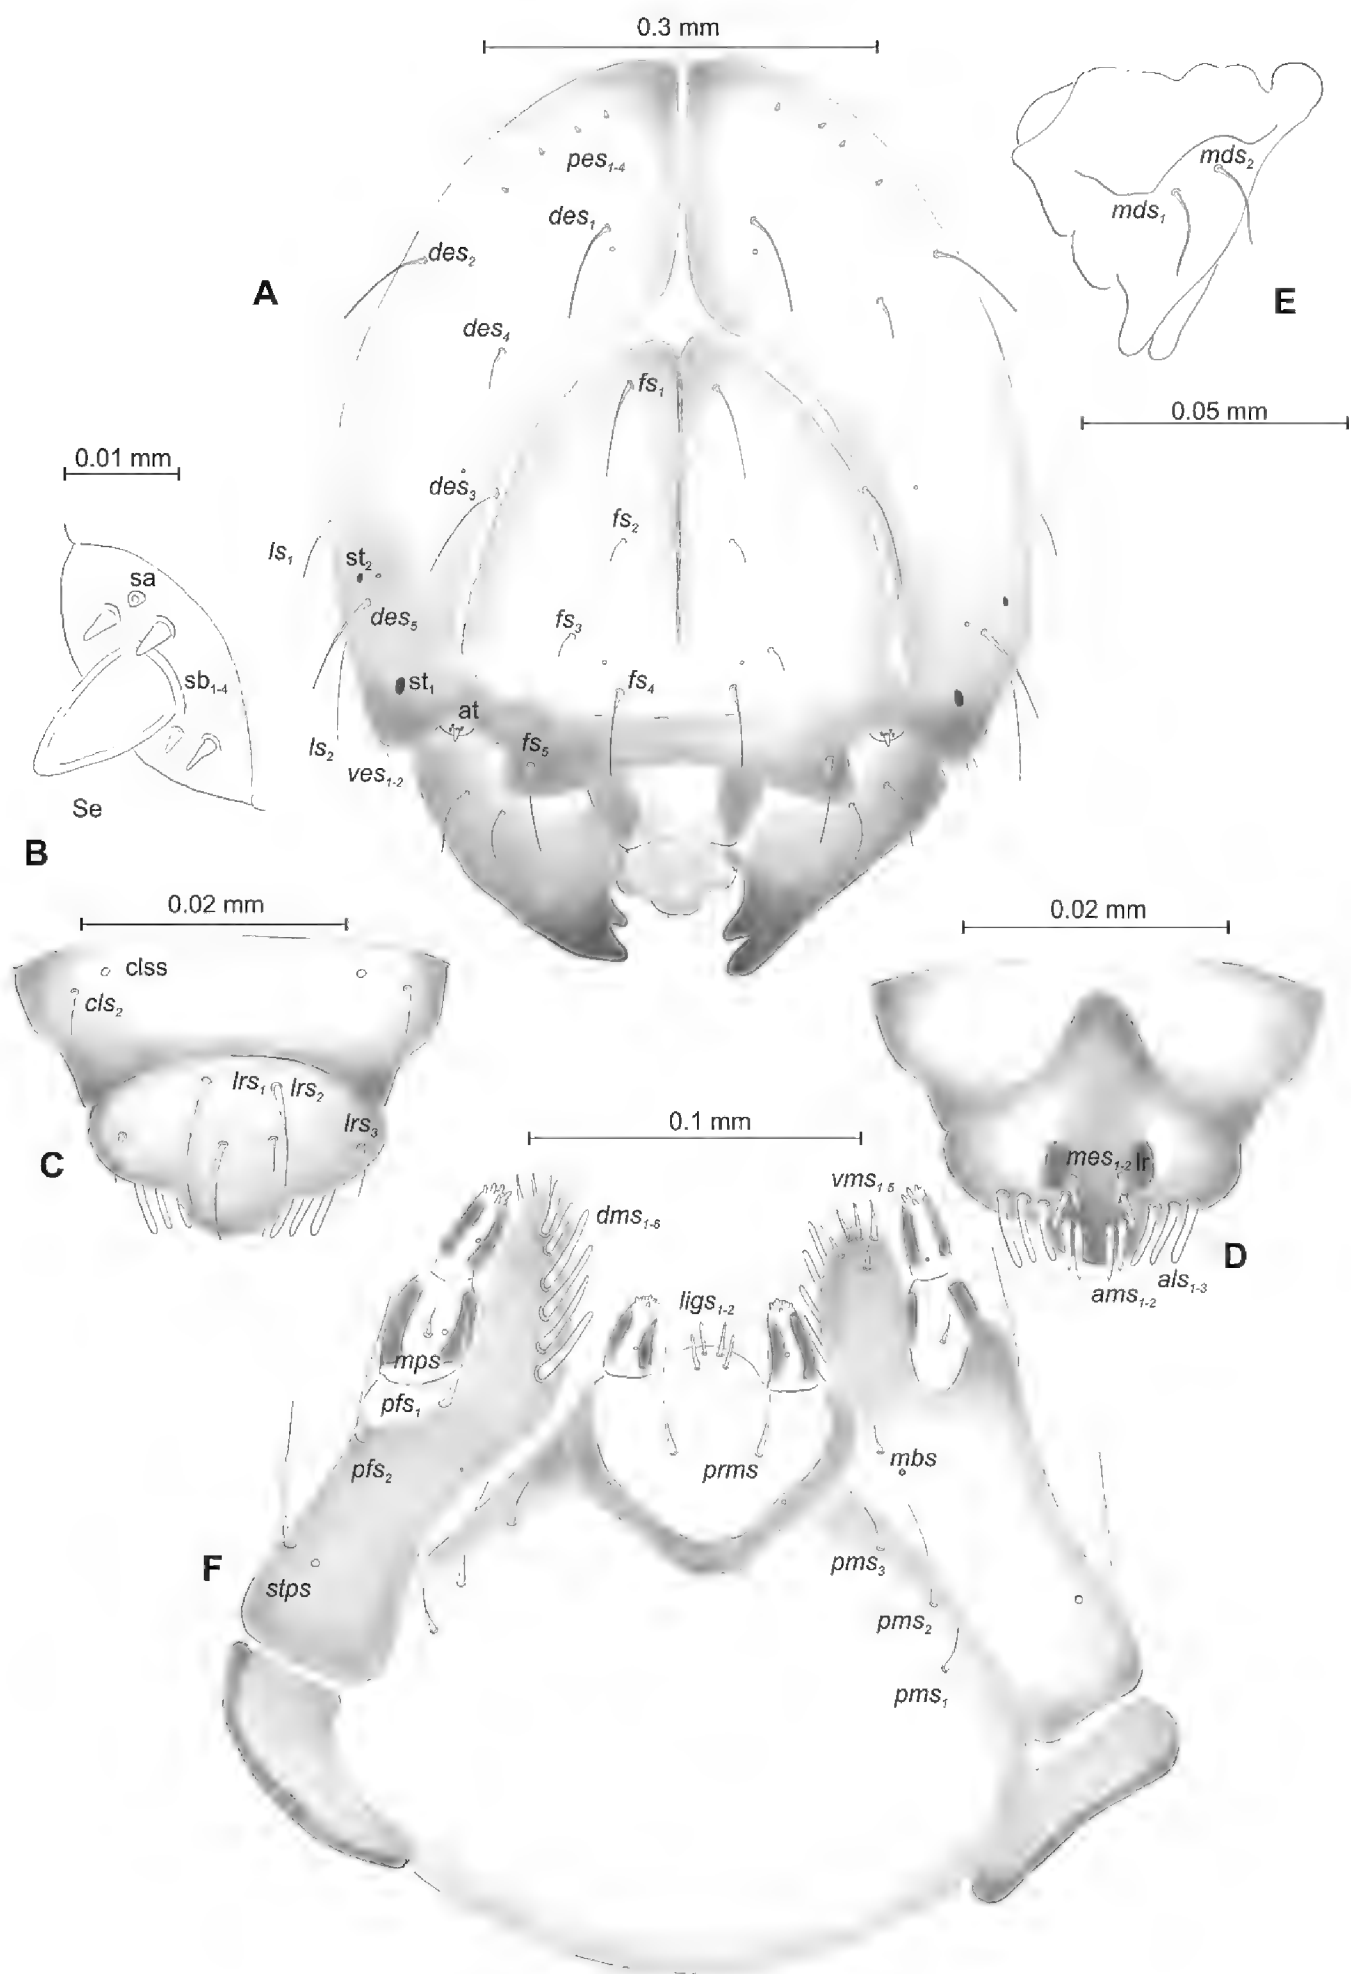 0.3 mm
pes1-4
des1
des2
A
des4
fs1
mds2
mds1
E
0.05 mm
0.01 mm
des3
fs2
ls1
st2
sa
des5
fs3
sb1-4
st1
fs4
at
fs5
ls2
ves1-2
Se
B
0.02 mm
0.02 mm
clss
cls2
lrs1
lrs2
lrs3
C
0.1 mm
mes1-2
lr
D
ams1-2
als1-3
vms1-5
dms1-6
ligs1-2
mps
pfs1
pfs2
prms
mbs
F
stps
pms3
pms2
pms1